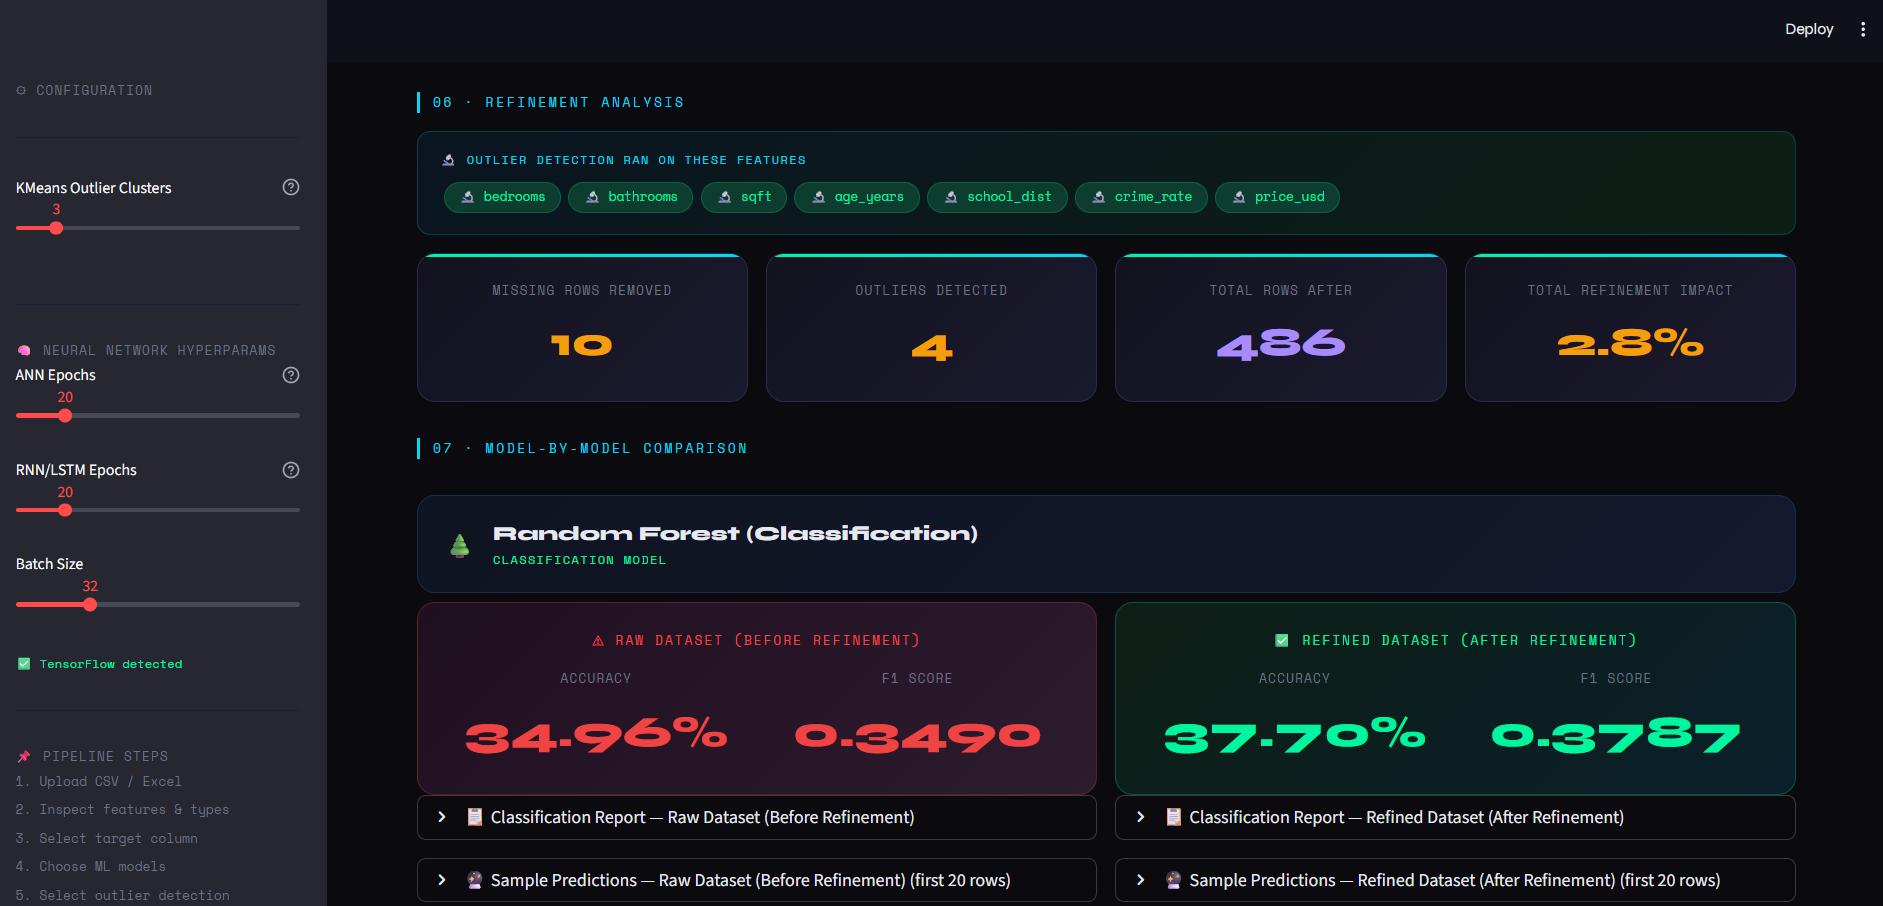 Deploy
CONFIGURATION
KMeans Outlier Clusters
3
NEURAL NETWORK HYPERPARAMS
ANN Epochs
20
RNN/LSTM Epochs
20
Batch Size
32
TensorFlow detected
PIPELINE STEPS
1. Upload CSV / Excel
2. Inspect features & types
3. Select target column
4. Choose ML models
5. Select outlier detection
06 · REFINEMENT ANALYSIS
OUTLIER DETECTION RAN ON THESE FEATURES
bedrooms bathrooms sqft age_years school_dist crime_rate price_usd
MISSING ROWS REMOVED
10
OUTLIERS DETECTED
4
TOTAL ROWS AFTER
486
TOTAL REFINEMENT IMPACT
2.8%
07 · MODEL-BY-MODEL COMPARISON
Random Forest (Classification)
CLASSIFICATION MODEL
RAW DATASET (BEFORE REFINEMENT)
ACCURACY F1 SCORE
34.96% 0.3490
REFINED DATASET (AFTER REFINEMENT)
ACCURACY F1 SCORE
37.70% 0.3787
Classification Report — Raw Dataset (Before Refinement)
Classification Report — Refined Dataset (After Refinement)
Sample Predictions — Raw Dataset (Before Refinement) (first 20 rows)
Sample Predictions — Refined Dataset (After Refinement) (first 20 rows)